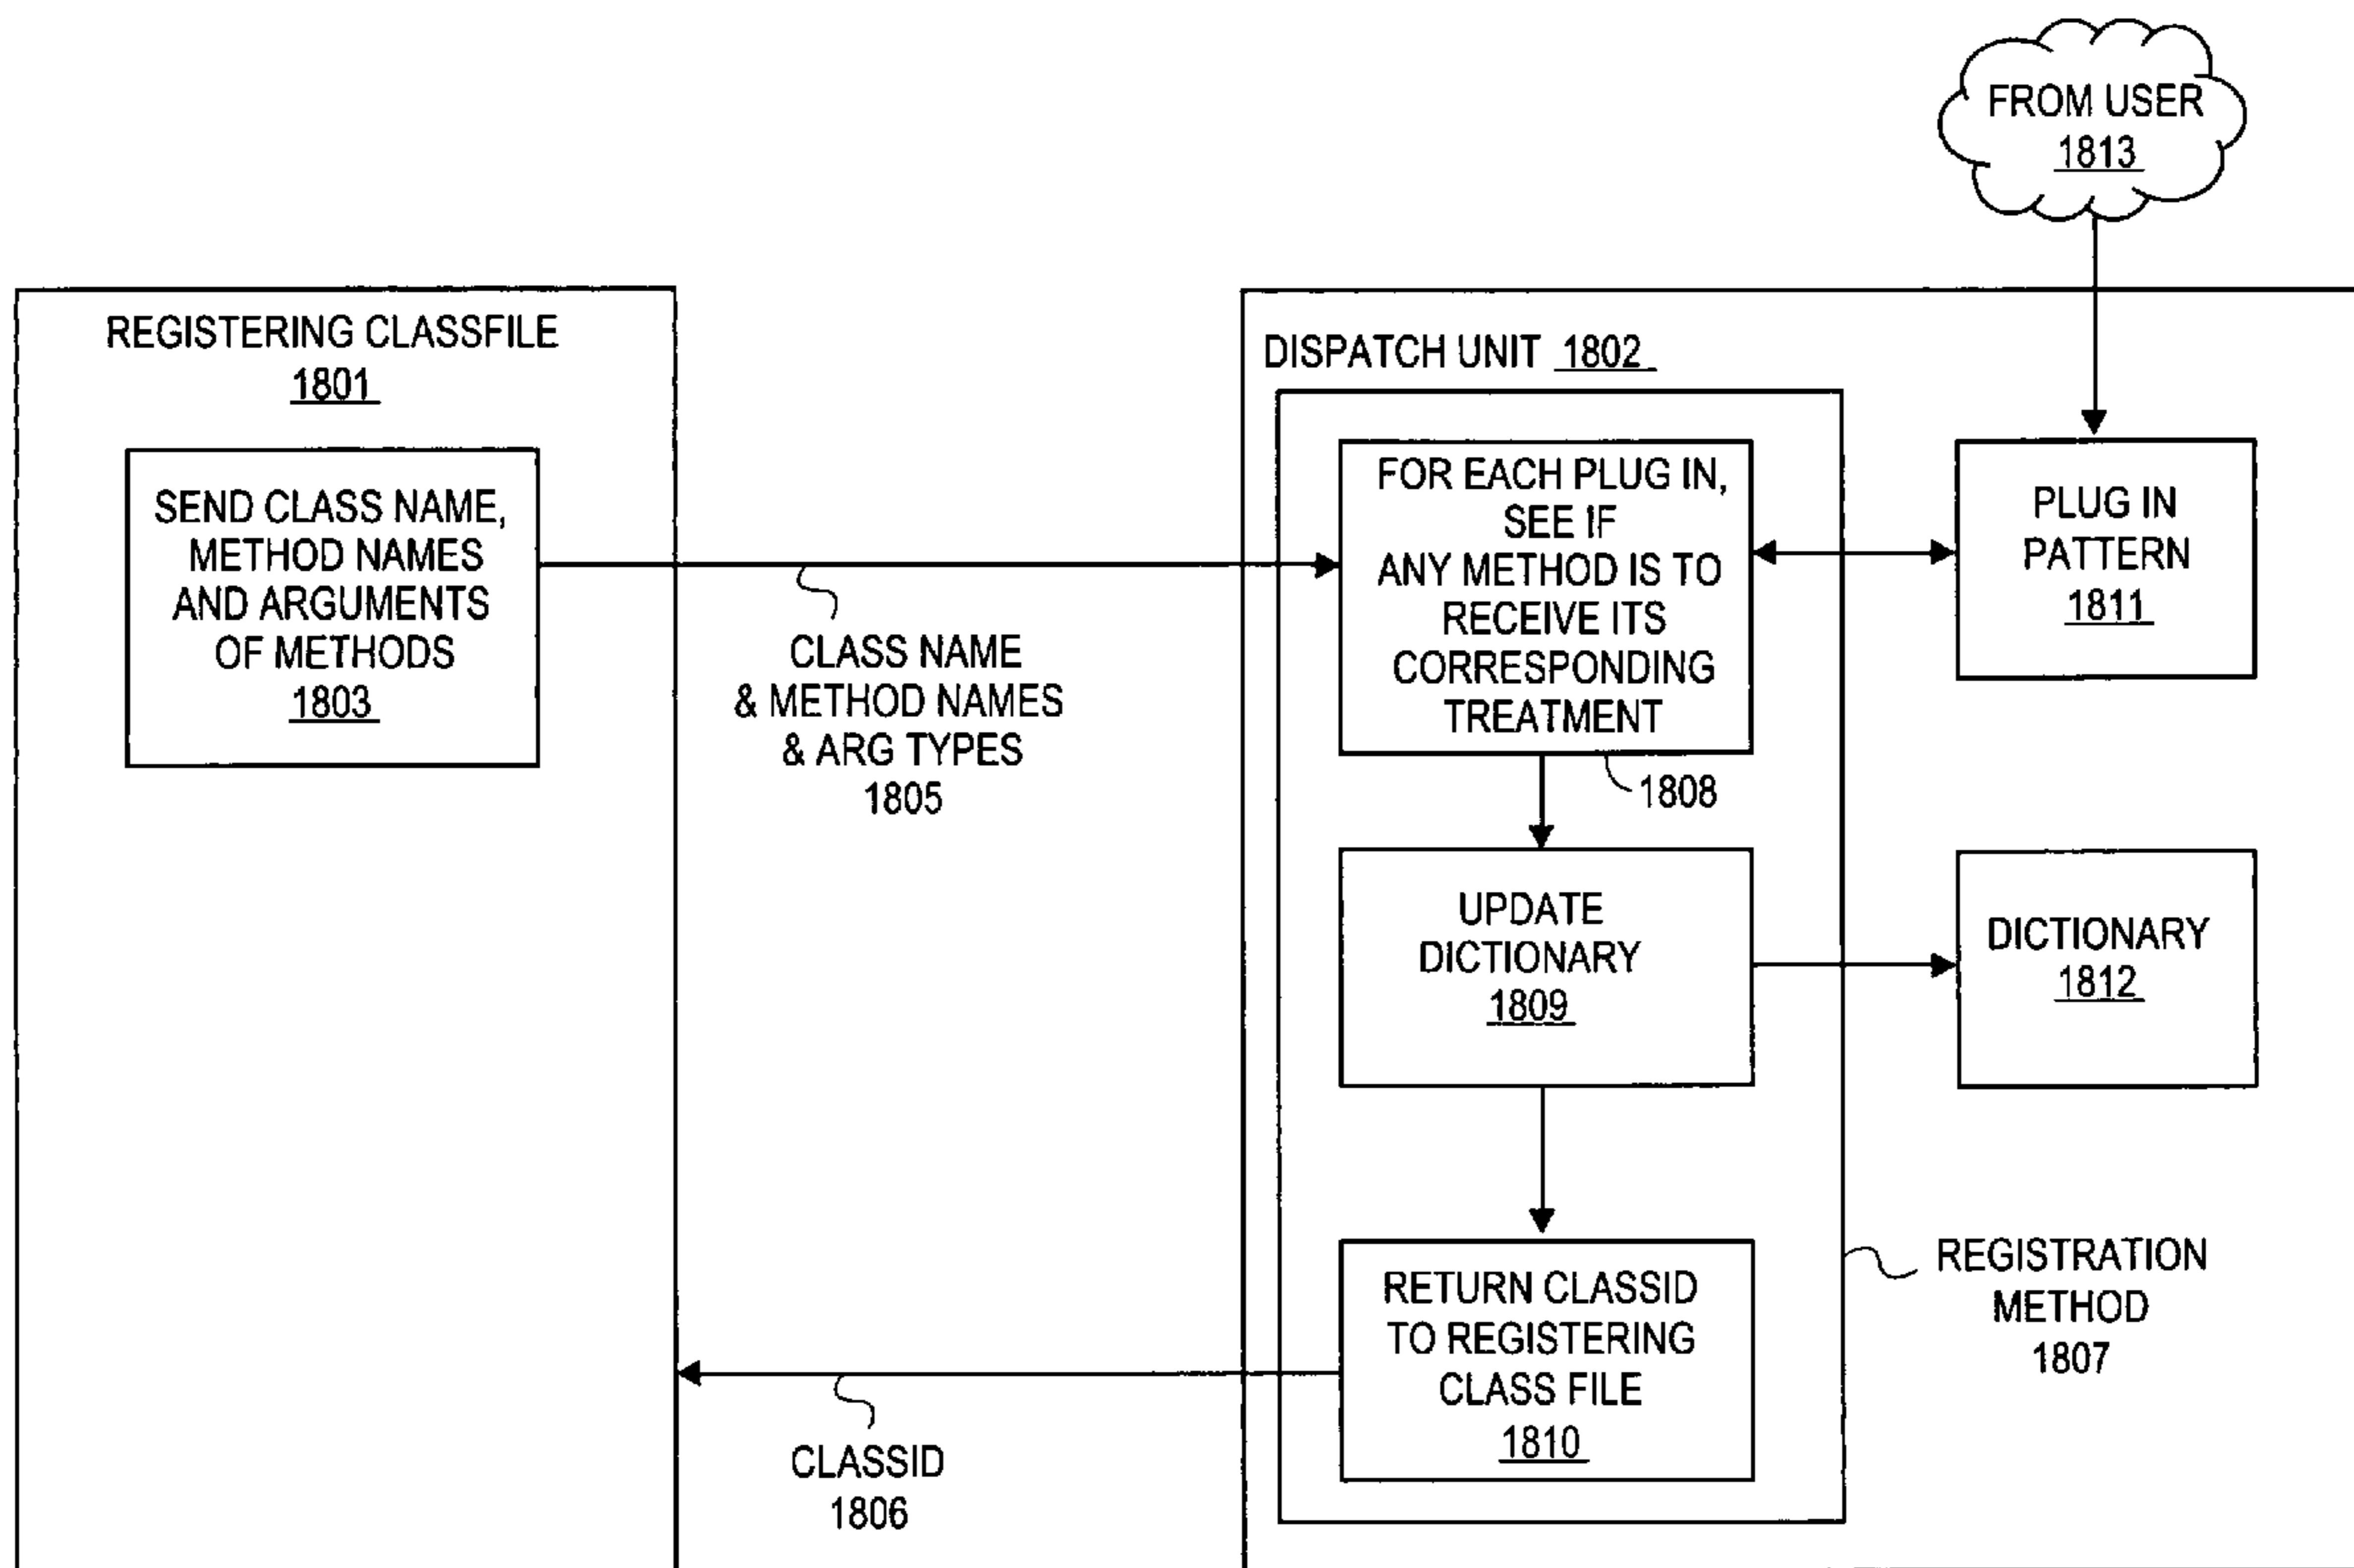 FROM USER
1813
REGISTERING CLASSFILE
1801
SEND CLASS NAME,
METHOD NAMES
AND ARGUMENTS
OF METHODS
1803
CLASS NAME
& METHOD NAMES
& ARG TYPES
1805
DISPATCH UNIT 1802
FOR EACH PLUG IN,
SEE IF
ANY METHOD IS TO
RECEIVE ITS
CORRESPONDING
TREATMENT
1808
PLUG IN
PATTERN
1811
UPDATE
DICTIONARY
1809
DICTIONARY
1812
RETURN CLASSID
TO REGISTERING
CLASS FILE
1810
REGISTRATION
METHOD
1807
CLASSID
1806